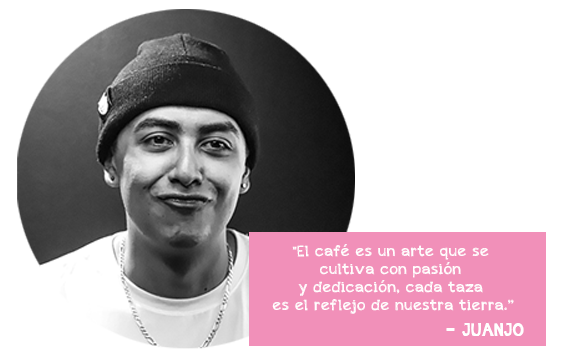 "El café es un arte que se
cultiva con pasión
y dedicación, cada taza
es el reflejo de nuestra tierra."
- JUANJO